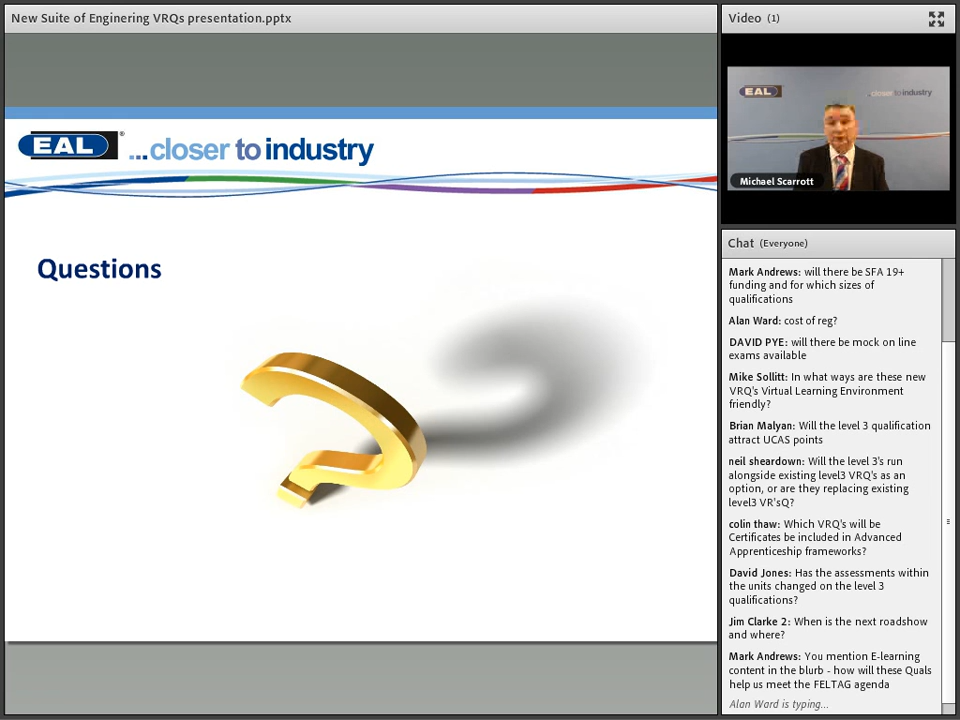 New Suite of Enginering VRQs presentation.pptx
EAL® ...closer to industry
Questions
Video (1)
EAL ...closer to industry
Michael Scarrott
Chat (Everyone)
Mark Andrews: will there be SFA 19+
funding and for which sizes of
qualifications
Alan Ward: cost of reg?
DAVID PYE: will there be mock on line
exams available
Mike Sollitt: In what ways are these new
VRQ's Virtual Learning Environment
friendly?
Brian Malyan: Will the level 3 qualification
attract UCAS points
neil sheardown: Will the level 3's run
alongside existing level3 VRQ's as an
option, or are they replacing existing
level3 VR'sQ?
colin thaw: Which VRQ's will be
Certificates be included in Advanced
Apprenticeship frameworks?
David Jones: Has the assessments within
the units changed on the level 3
qualifications?
Jim Clarke 2: When is the next roadshow
and where?
Mark Andrews: You mention E-learning
content in the blurb - how will these Quals
help us meet the FELTAG agenda
Alan Ward is typing...